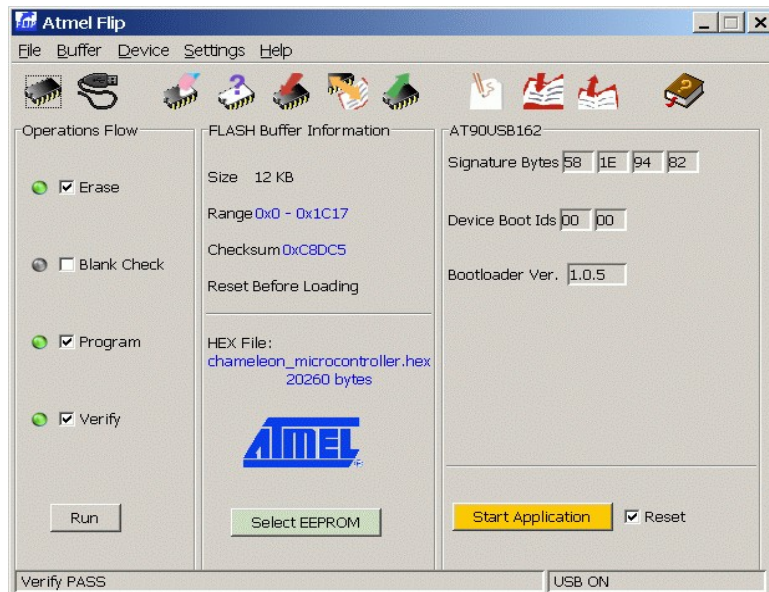 Atmel Flip
File Buffer Device Settings Help
Operations Flow
Erase
Blank Check
Program
Verify
Run
FLASH Buffer Information
Size 12 KB
Range 0x0 - 0x1C17
Checksum 0xC8DC5
Reset Before Loading
HEX File:
chameleon_microcontroller.hex
20260 bytes
ATMEL
Select EEPROM
AT90USB162
Signature Bytes 58 1E 94 82
Device Boot Ids 00 00
Bootloader Ver. 1.0.5
Start Application Reset
Verify PASS USB ON